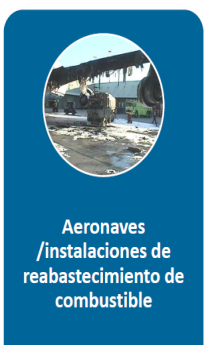 Aeronaves
/instalaciones de
reabastecimiento de
combustible